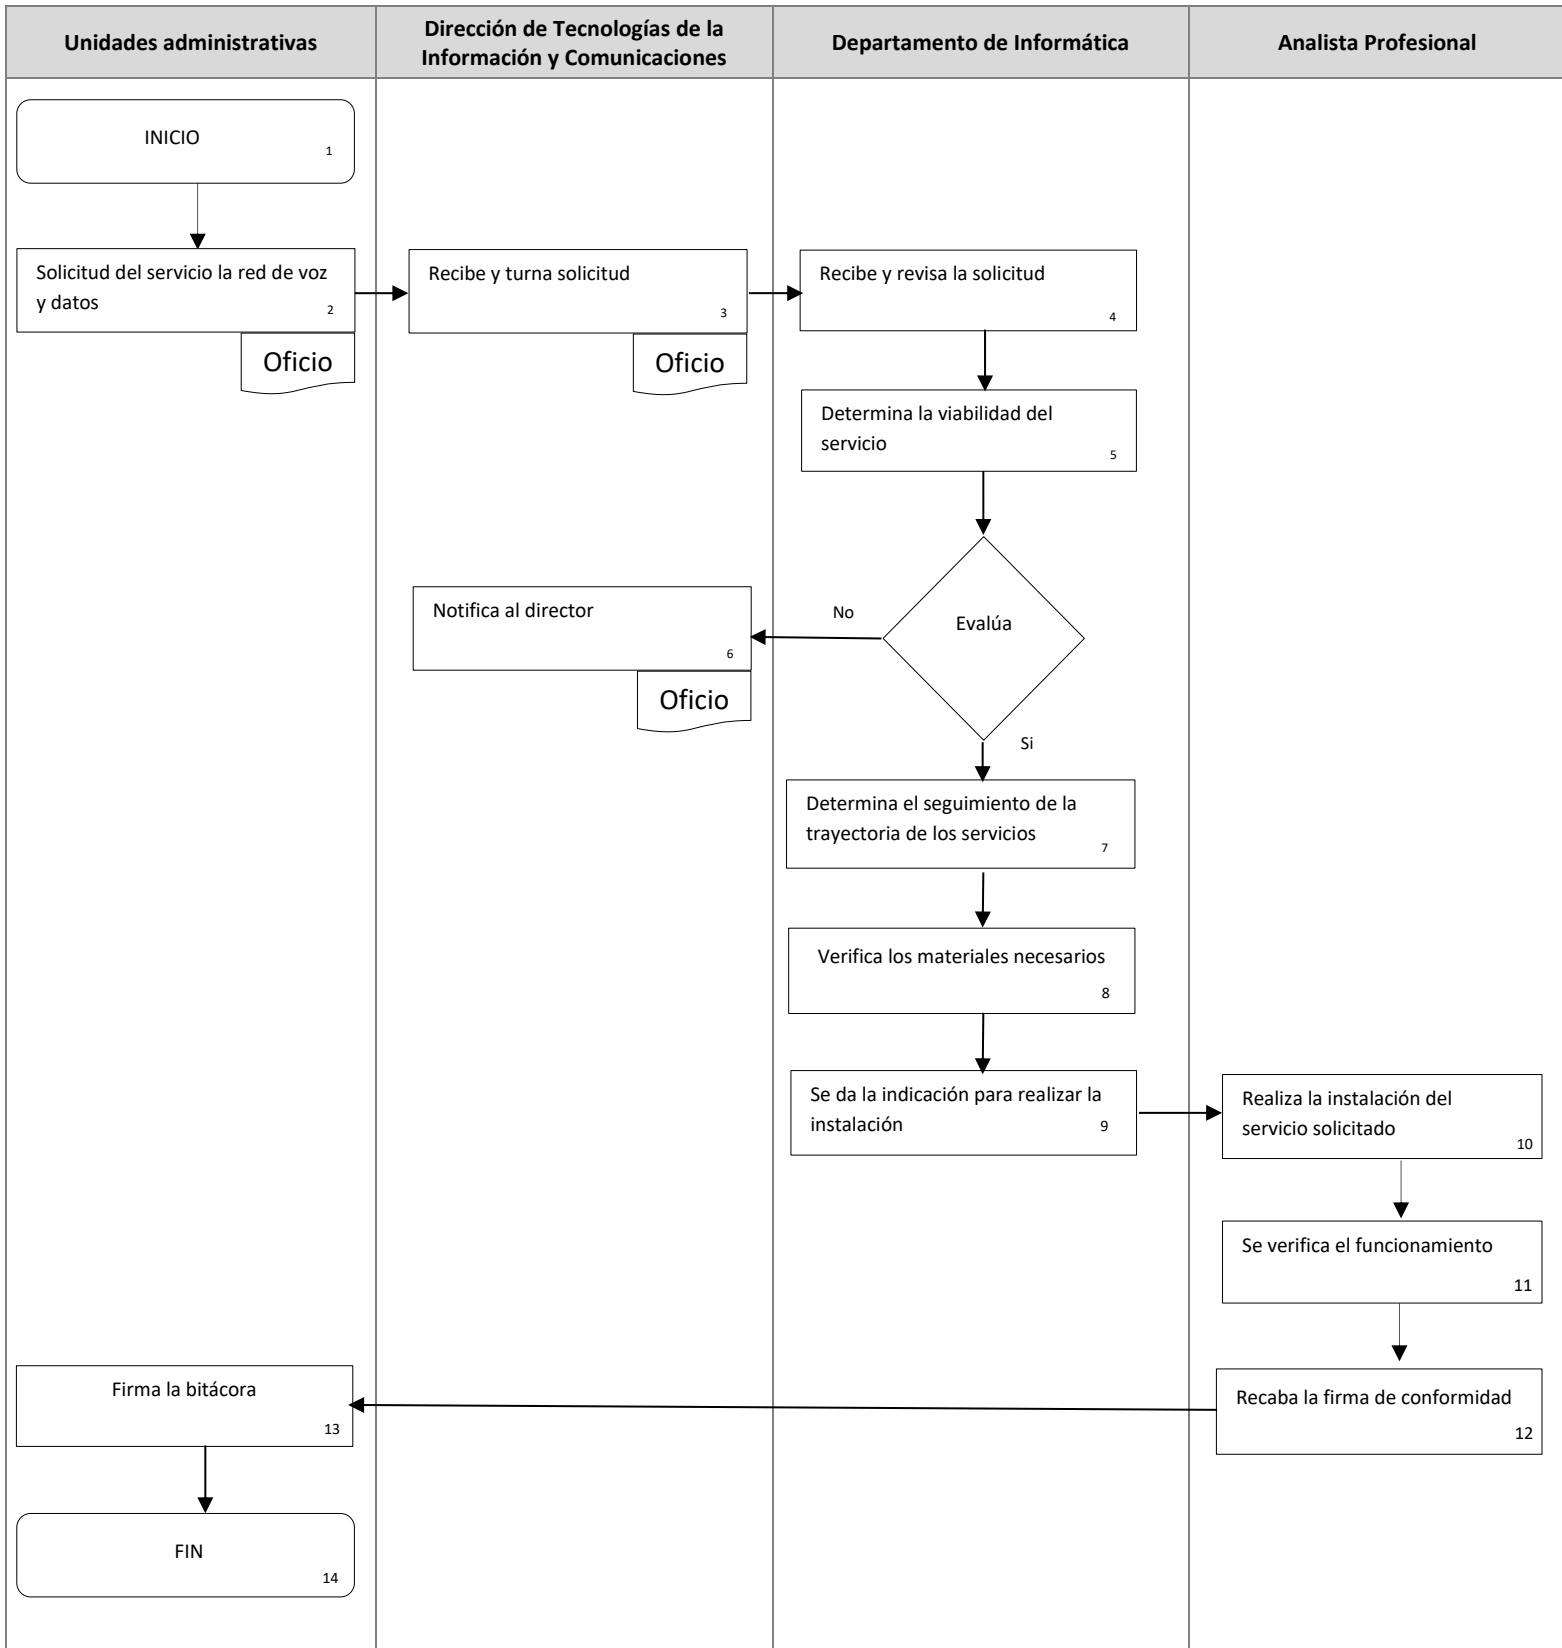 Unidades administrativas
Dirección de Tecnologías de la
Información y Comunicaciones
Departamento de Informática
Analista Profesional
INICIO
1
Solicitud del servicio la red de voz
y datos
2
Oficio
Recibe y turna solicitud
3
Oficio
Recibe y revisa la solicitud
4
Determina la viabilidad del
servicio
5
Evalúa
No
Notifica al director
6
Oficio
Si
Determina el seguimiento de la
trayectoria de los servicios
7
Verifica los materiales necesarios
8
Se da la indicación para realizar la
instalación
9
Realiza la instalación del
servicio solicitado
10
Se verifica el funcionamiento
11
Recaba la firma de conformidad
12
Firma la bitácora
13
FIN
14